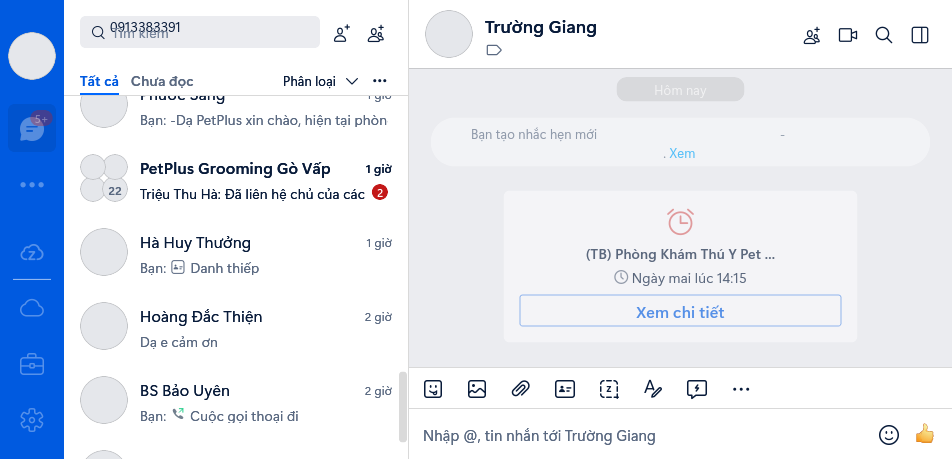 0913383391
Tìm kiếm
Tất cả Chưa đọc Phân loại
5+
Phước Sang 1 giờ
Bạn: -Dạ PetPlus xin chào, hiện tại phòn
PetPlus Grooming Gò Vấp 1 giờ
22 Triệu Thu Hà: Đã liên hệ chủ của các 2
Hà Huy Thưởng 1 giờ
Bạn: Danh thiếp
Hoàng Đắc Thiện 2 giờ
Dạ e cảm ơn
BS Bảo Uyên 2 giờ
Bạn: Cuộc gọi thoại đi
Trường Giang
Hôm nay
Bạn tạo nhắc hẹn mới -
. Xem
(TB) Phòng Khám Thú Y Pet ...
Ngày mai lúc 14:15
Xem chi tiết
Nhập @, tin nhắn tới Trường Giang